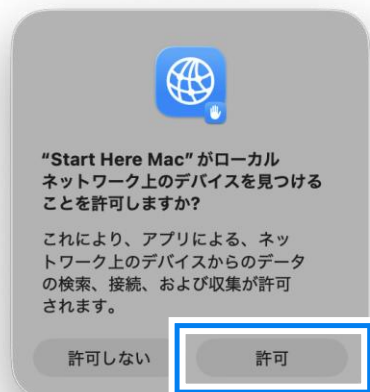 “Start Here Mac”がローカル
ネットワーク上のデバイスを見つける
ことを許可しますか?
これにより、アプリによる、ネッ
トワーク上のデバイスからのデータ
の検索、接続、および収集が許可
されます。
許可しない
許可